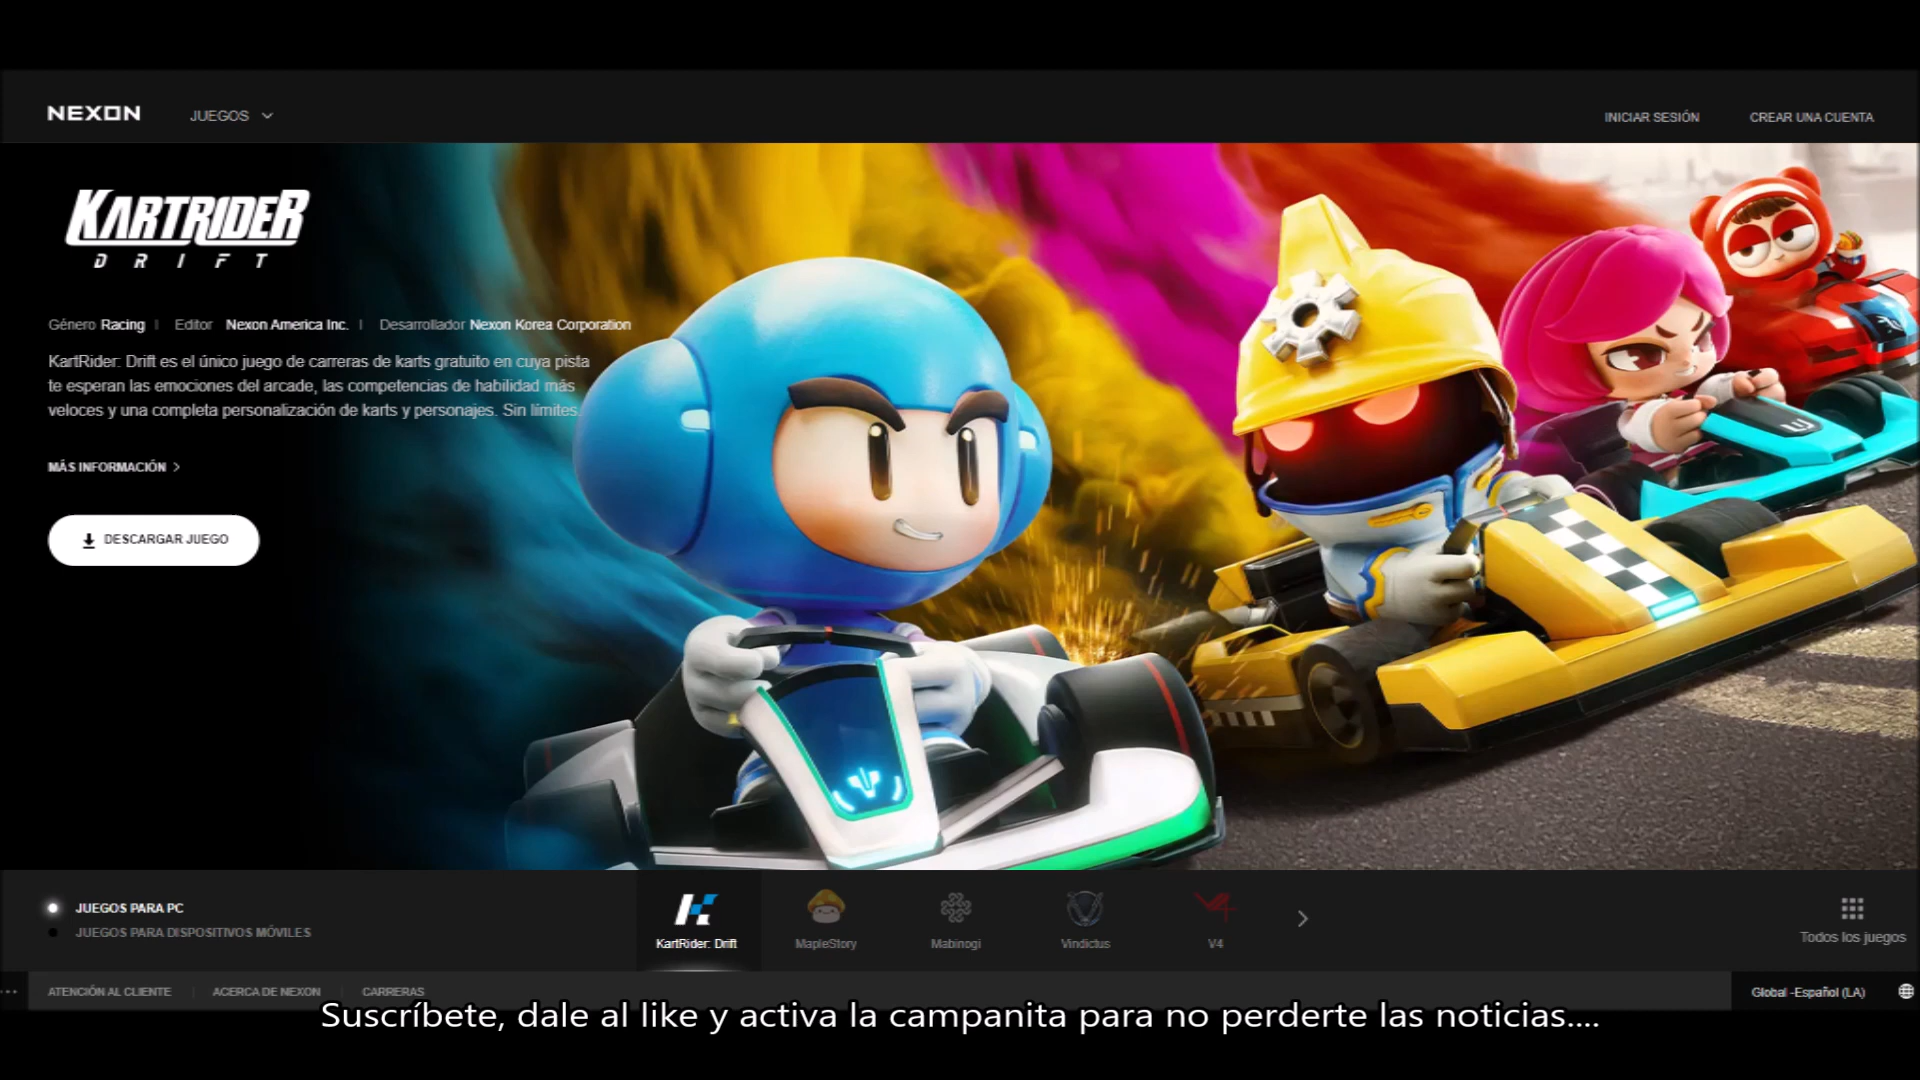 NEXON
JUEGOS
INICIAR SESIÓN
CREAR UNA CUENTA
KARTRIDER
DRIFT
Género Racing | Editor Nexon America Inc. | Desarrollador Nexon Korea Corporation
KartRider: Drift es el único juego de carreras de karts gratuito en cuya pista
te esperan las emociones del arcade, las competencias de habilidad más
veloces y una completa personalización de karts y personajes. Sin límites.
MÁS INFORMACIÓN >
DESCARGAR JUEGO
JUEGOS PARA PC
JUEGOS PARA DISPOSITIVOS MÓVILES
KartRider: Drift
MapleStory
Mabinogi
Vindictus
V4
Todos los juegos
ATENCIÓN AL CLIENTE | ACERCA DE NEXON | CARRERAS
Global -Español (LA)
Suscríbete, dale al like y activa la campanita para no perderte las noticias....